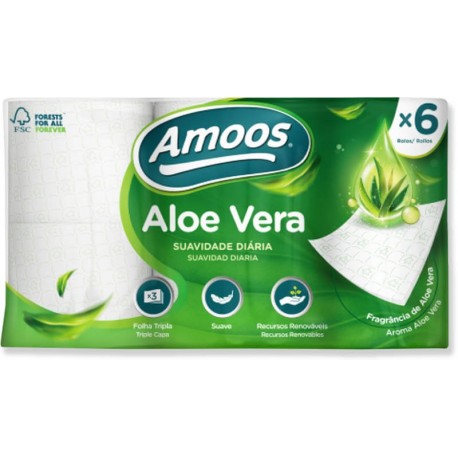 FSC
FORESTS
FOR ALL
FOREVER
Amoos
x6
Rolos/ Rollos
Aloe Vera
SUAVIDADE DIÁRIA
SUAVIDAD DIARIA
x3
Folha Tripla
Triple Capa
Suave
Recursos Renováveis
Recursos Renovables
Fragrância de Aloe Vera
Aroma Aloe Vera